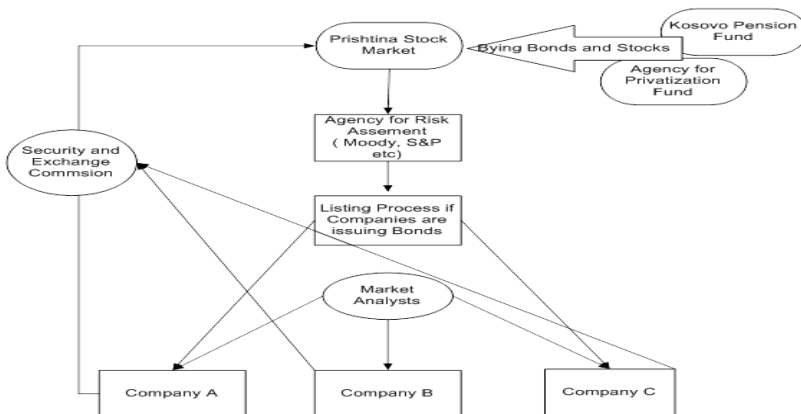 Kosovo Pension
Fund
Prishtina Stock
Market
Bying Bonds and Stocks
Agency for
Privatization
Fund
Agency for Risk
Assement
( Moody, S&P
etc)
Security and
Exchange
Commsion
Listing Process if
Companies are
issuing Bonds
Market
Analysts
Company A
Company B
Company C